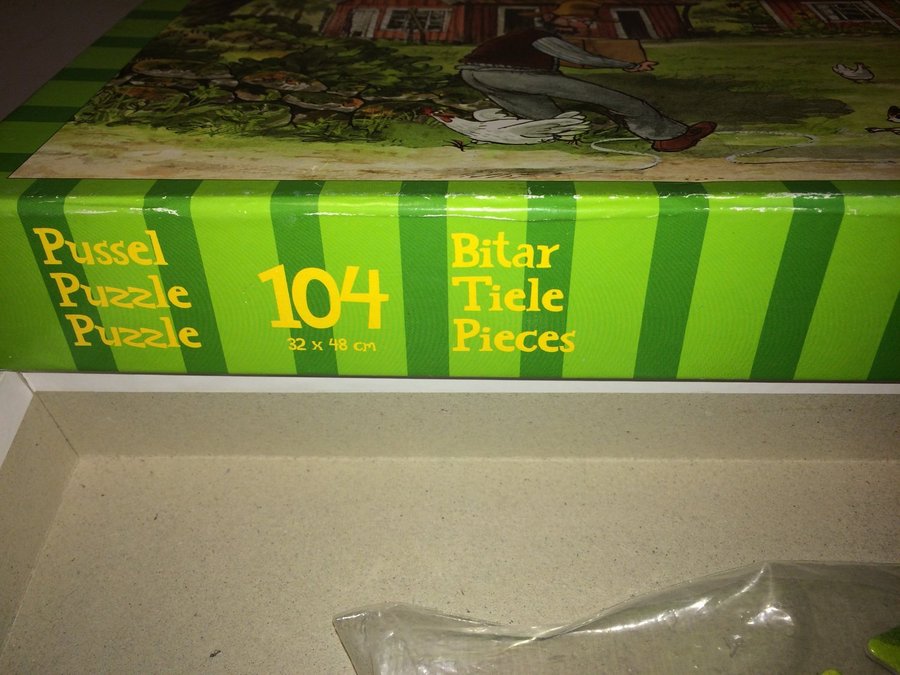 Pussel
Puzzle
Puzzle
104
32 x 48 cm
Bitar
Tiele
Pieces